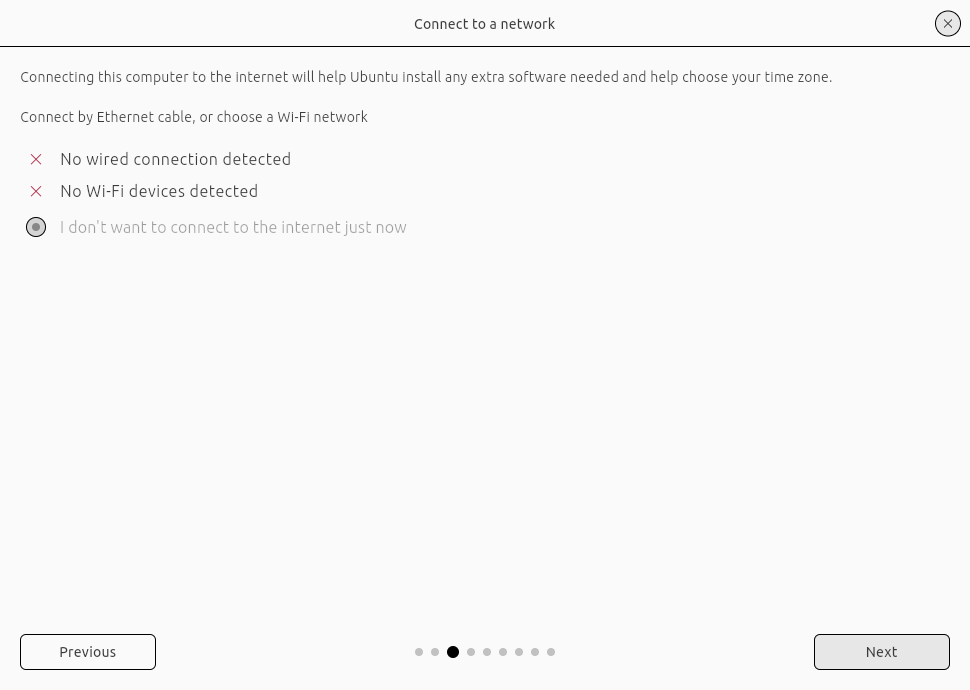 Connect to a network
Connecting this computer to the internet will help Ubuntu install any extra software needed and help choose your time zone.
Connect by Ethernet cable, or choose a Wi-Fi network
No wired connection detected
No Wi-Fi devices detected
I don't want to connect to the internet just now
Previous
Next